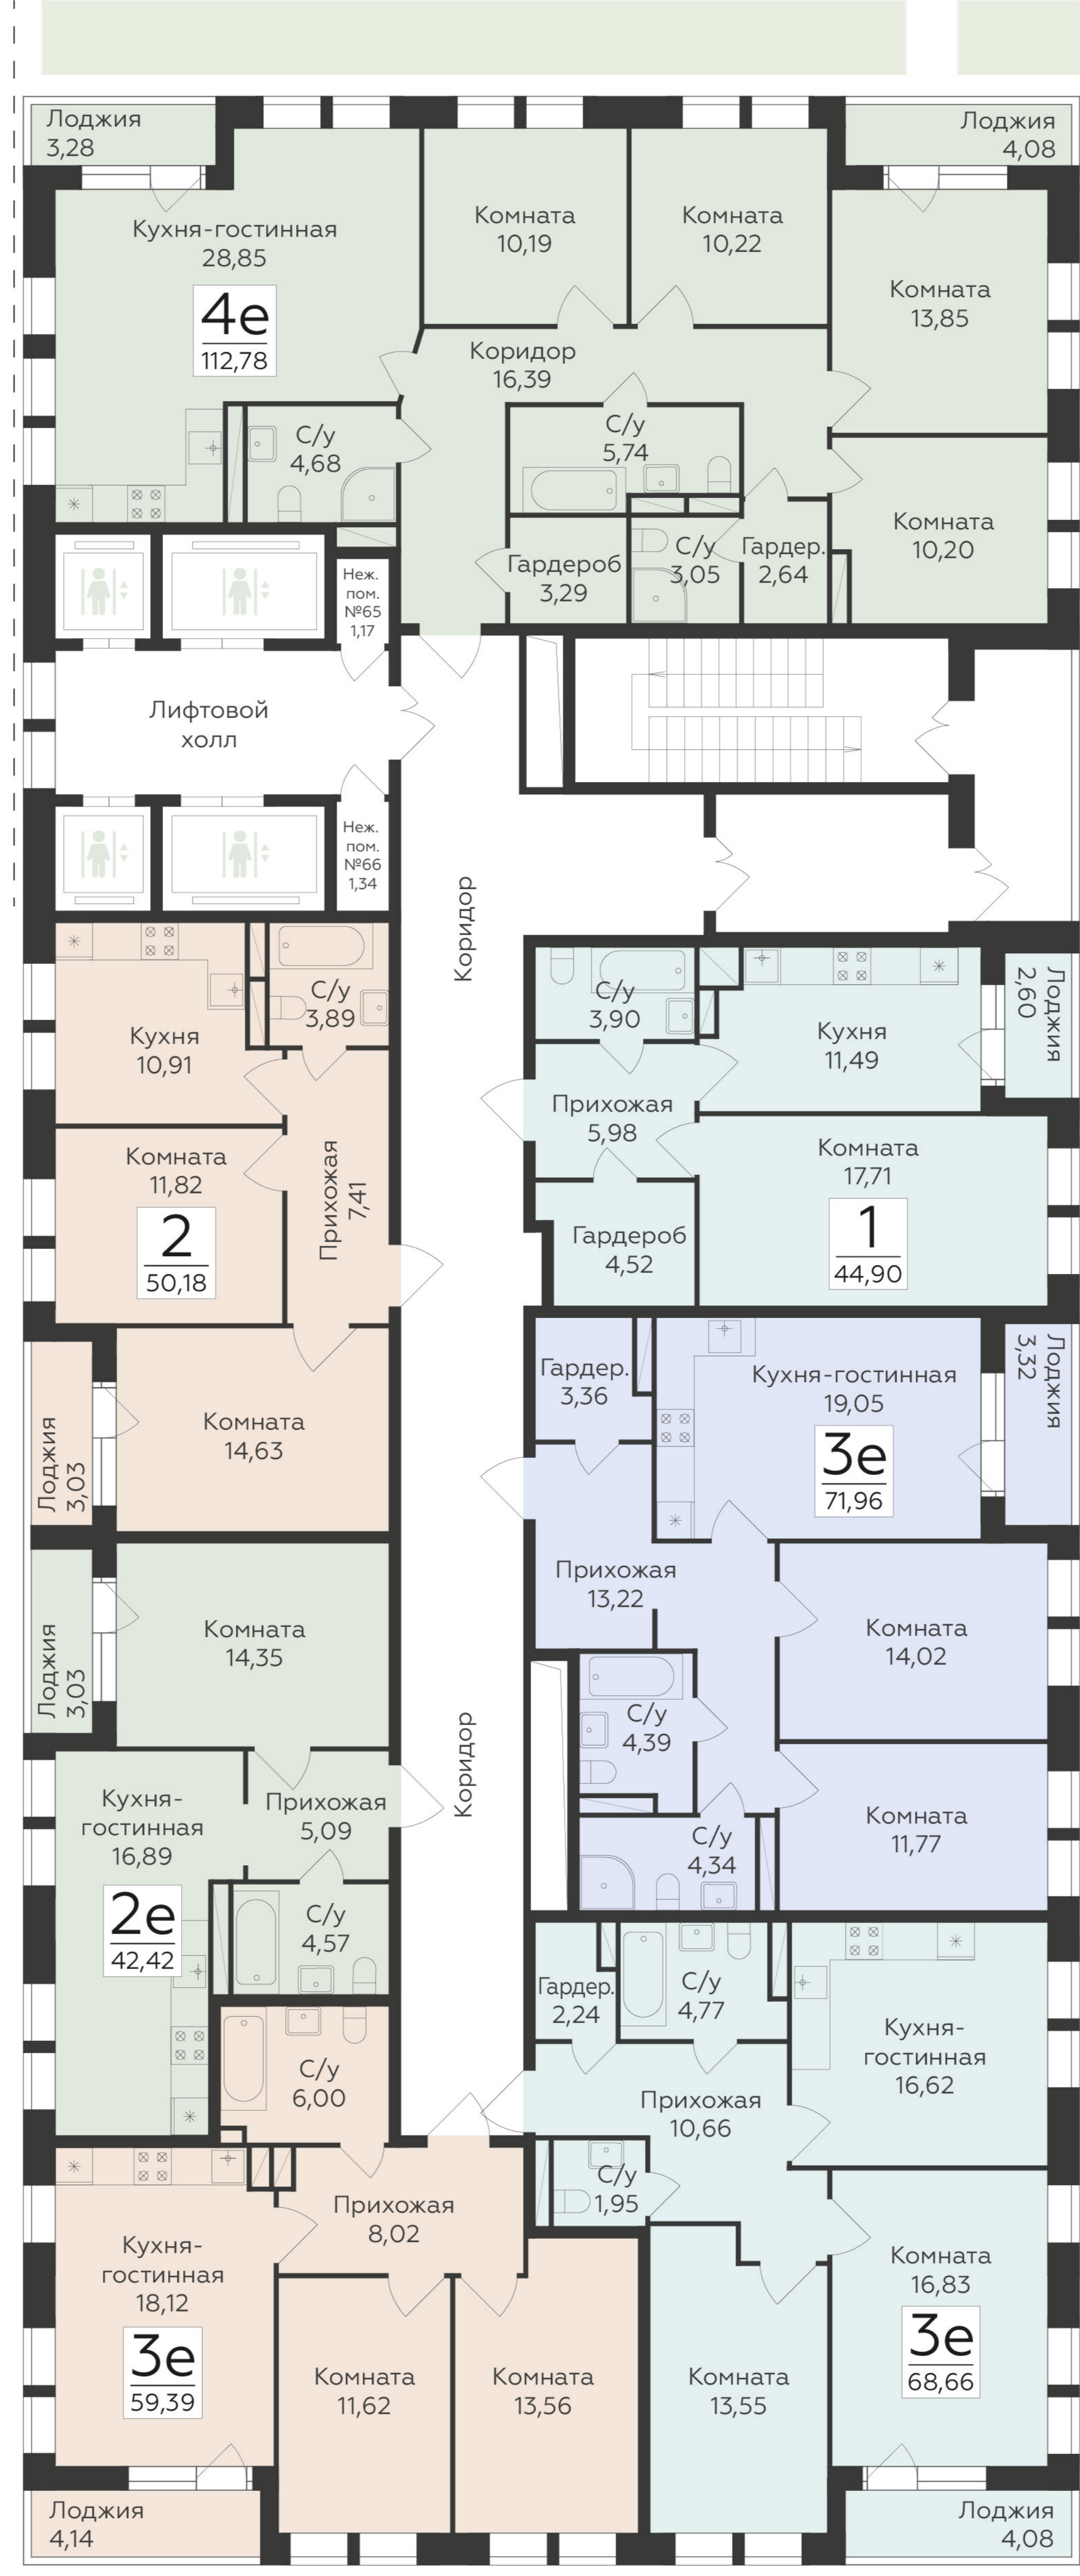 Лоджия
3,28
Лоджия
4,08
Кухня-гостинная
28,85
4е
112,78
Комната
10,19
Комната
10,22
Комната
13,85
Коридор
16,39
С/у
4,68
С/у
5,74
Комната
10,20
Гардероб
3,29
С/у
3,05
Гардер.
2,64
Неж.
пом.
№65
1,17
Лифтовой
холл
Неж.
пом.
№66
1,34
Коридор
Кухня
10,91
С/у
3,89
Комната
11,82
2
50,18
Прихожая
7,41
Комната
14,63
Лоджия
3,03
С/у
3,90
Кухня
11,49
Лоджия
2,60
Прихожая
5,98
Комната
17,71
1
44,90
Гардероб
4,52
Гардер.
3,36
Кухня-гостинная
19,05
3е
71,96
Лоджия
3,32
Прихожая
13,22
Комната
14,02
С/у
4,39
Комната
11,77
С/у
4,34
Лоджия
3,03
Комната
14,35
Коридор
Кухня-
гостинная
16,89
2е
42,42
Прихожая
5,09
С/у
4,57
С/у
6,00
Гардер.
2,24
С/у
4,77
Кухня-
гостинная
16,62
Прихожая
10,66
С/у
1,95
Прихожая
8,02
Кухня-
гостинная
18,12
3е
59,39
Комната
11,62
Комната
13,56
Комната
13,55
Комната
16,83
3е
68,66
Лоджия
4,14
Лоджия
4,08